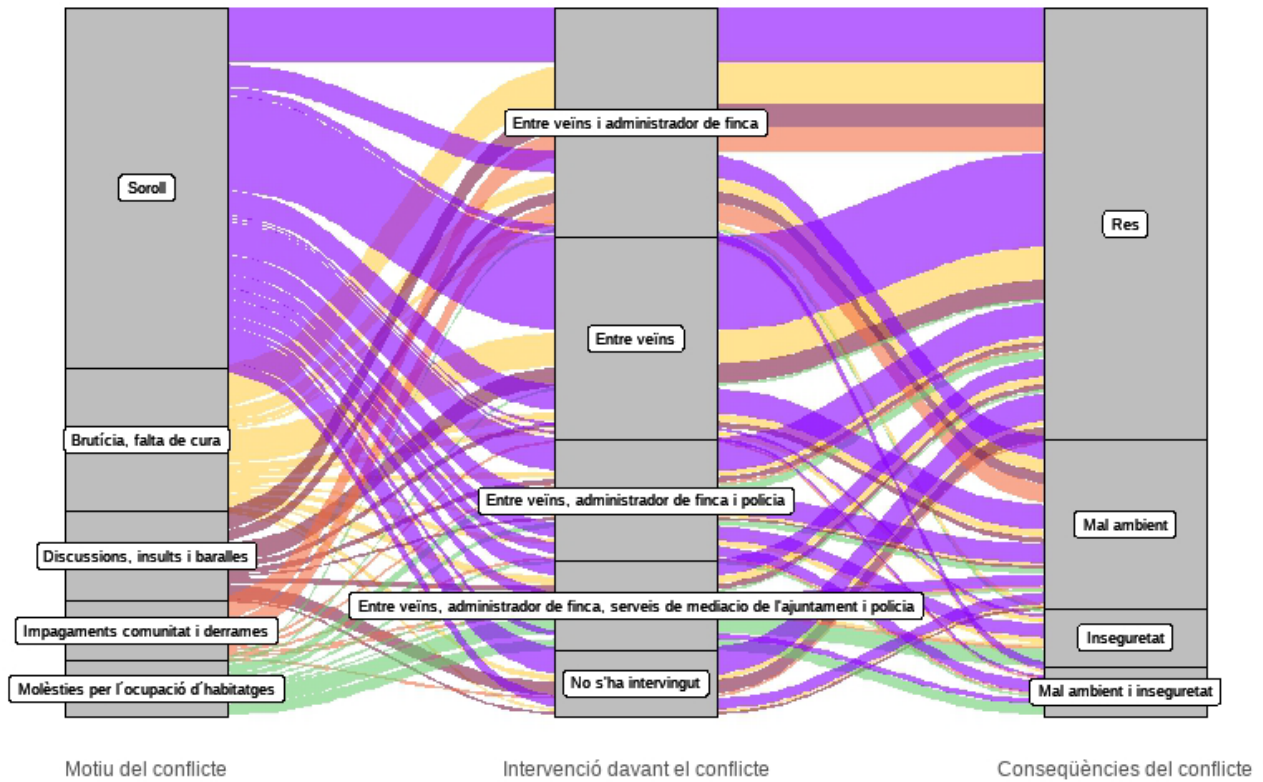 Entre veïns i administrador de finca
Soroll
Res
Entre veïns
Brutícia, falta de cura
Entre veïns, administrador de finca i policia
Mal ambient
Discussions, insults i baralles
Entre veïns, administrador de finca, serveis de mediacio de l'ajuntament i policia
Impagaments comunitat i derrames
Inseguretat
No s'ha intervingut
Molèsties per l´ocupació d´habitatges
Mal ambient i inseguretat
Motiu del conflicte
Intervenció davant el conflicte
Conseqüències del conflicte